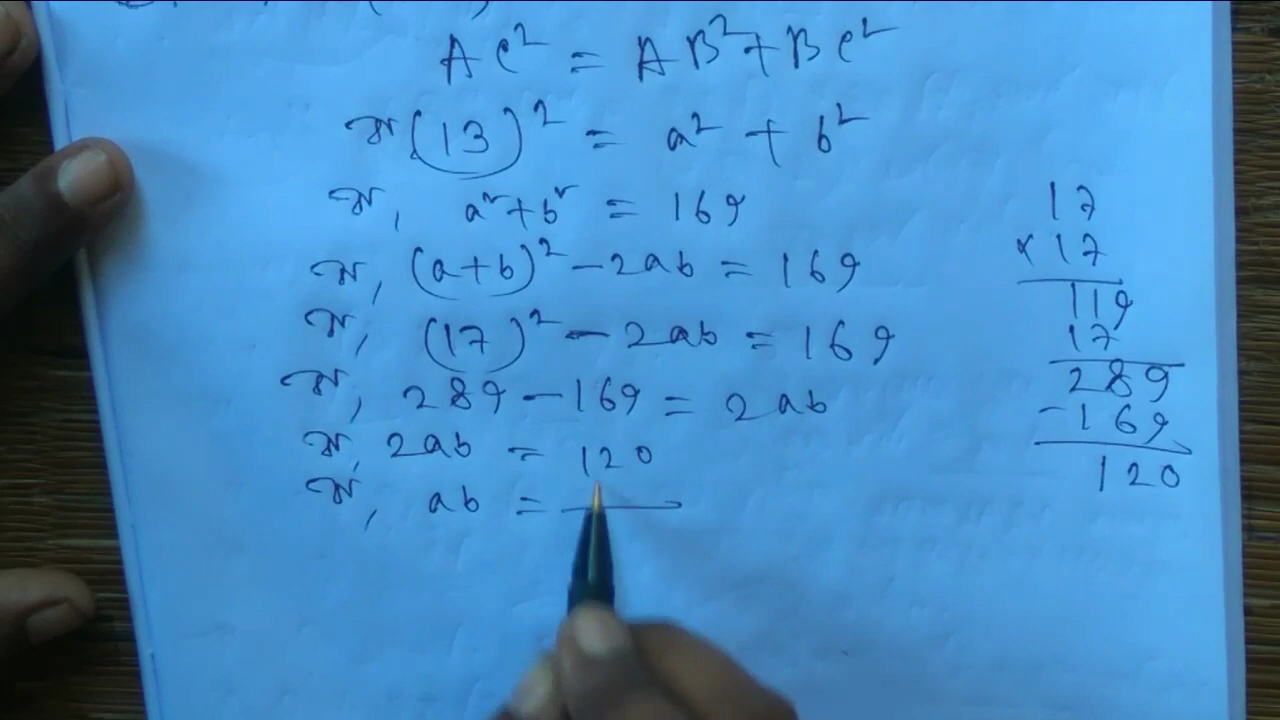 AC² = AB² + BC²
বা (13)² = a² + b²
বা, a² + b² = 169
বা, (a+b)² - 2ab = 169
বা, (17)² - 2ab = 169
বা, 289 - 169 = 2ab
বা, 2ab = 120
বা, ab =
17
× 17
119
17
289
- 169
120